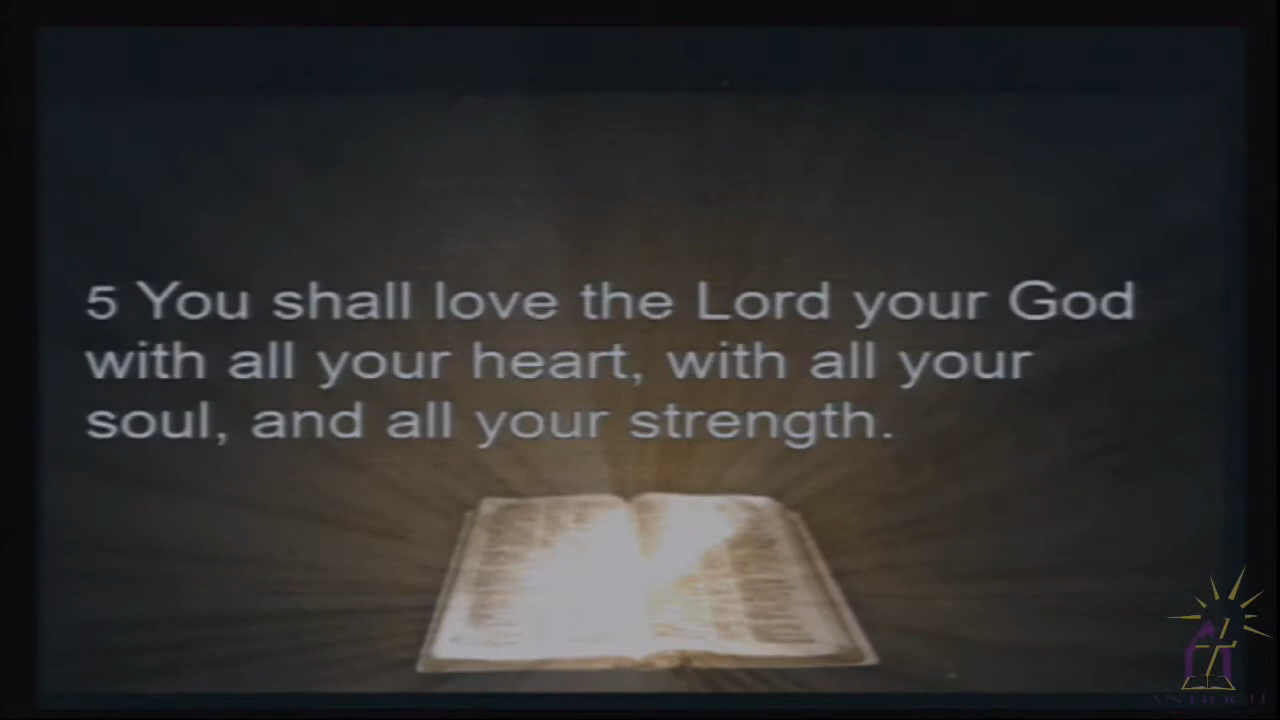 5 You shall love the Lord your God
with all your heart, with all your
soul, and all your strength.
ANTIOCH